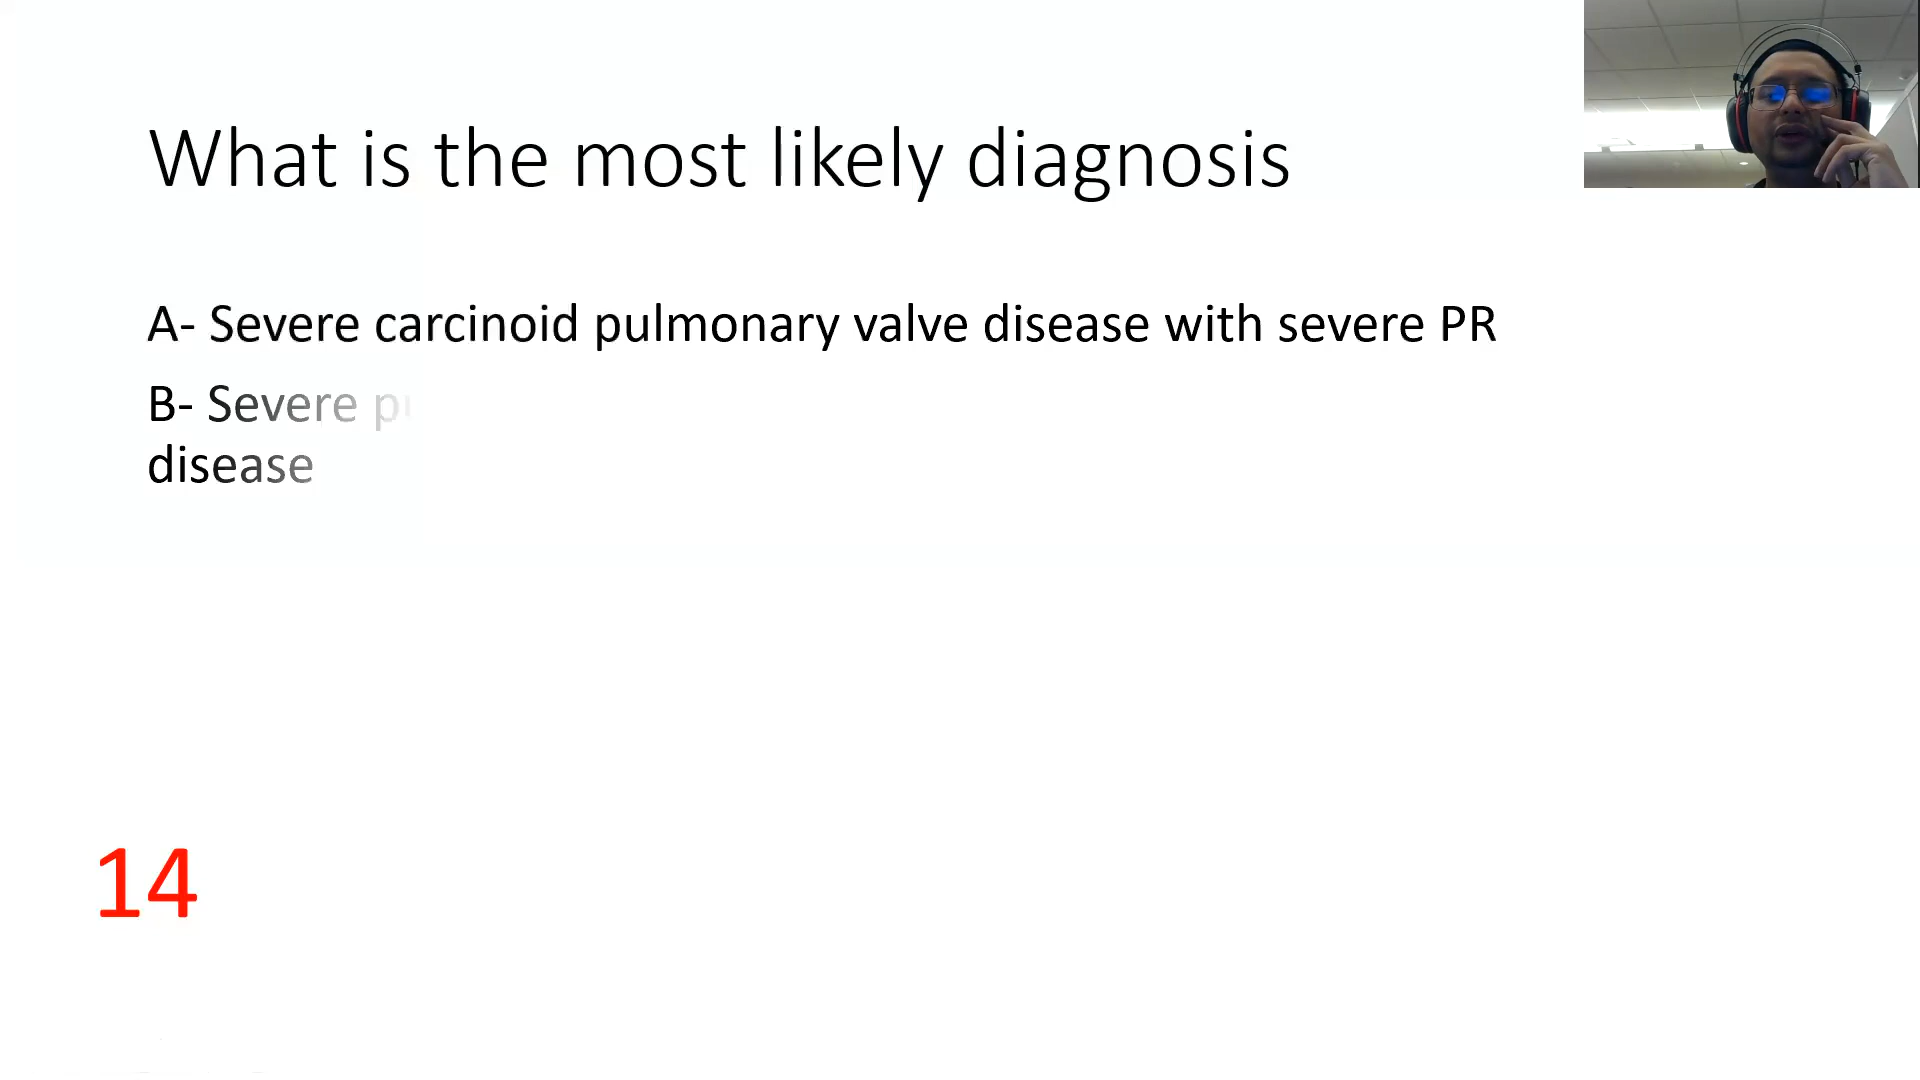 What is the most likely diagnosis
A- Severe carcinoid pulmonary valve disease with severe PR
B- Severe
disease
14